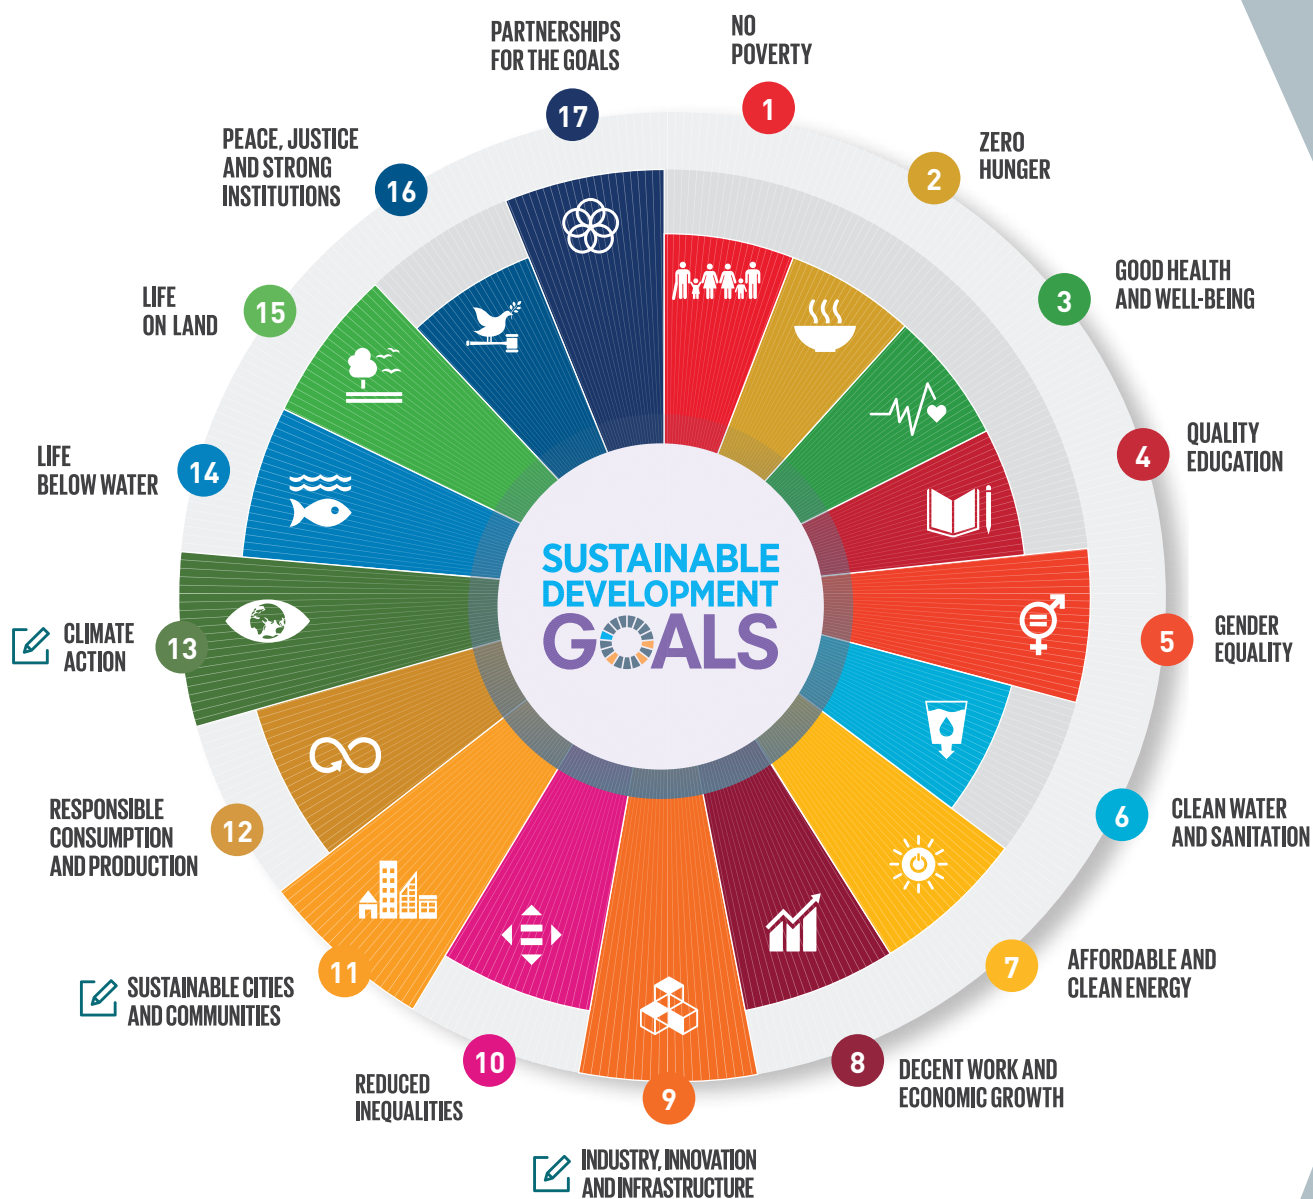 SUSTAINABLE
DEVELOPMENT
GOALS
1
NO
POVERTY
2
ZERO
HUNGER
3
GOOD HEALTH
AND WELL-BEING
4
QUALITY
EDUCATION
5
GENDER
EQUALITY
6
CLEAN WATER
AND SANITATION
7
AFFORDABLE AND
CLEAN ENERGY
8
DECENT WORK AND
ECONOMIC GROWTH
9
INDUSTRY, INNOVATION
AND INFRASTRUCTURE
10
REDUCED
INEQUALITIES
11
SUSTAINABLE CITIES
AND COMMUNITIES
12
RESPONSIBLE
CONSUMPTION
AND PRODUCTION
13
CLIMATE
ACTION
14
LIFE
BELOW WATER
15
LIFE
ON LAND
16
PEACE, JUSTICE
AND STRONG
INSTITUTIONS
17
PARTNERSHIPS
FOR THE GOALS